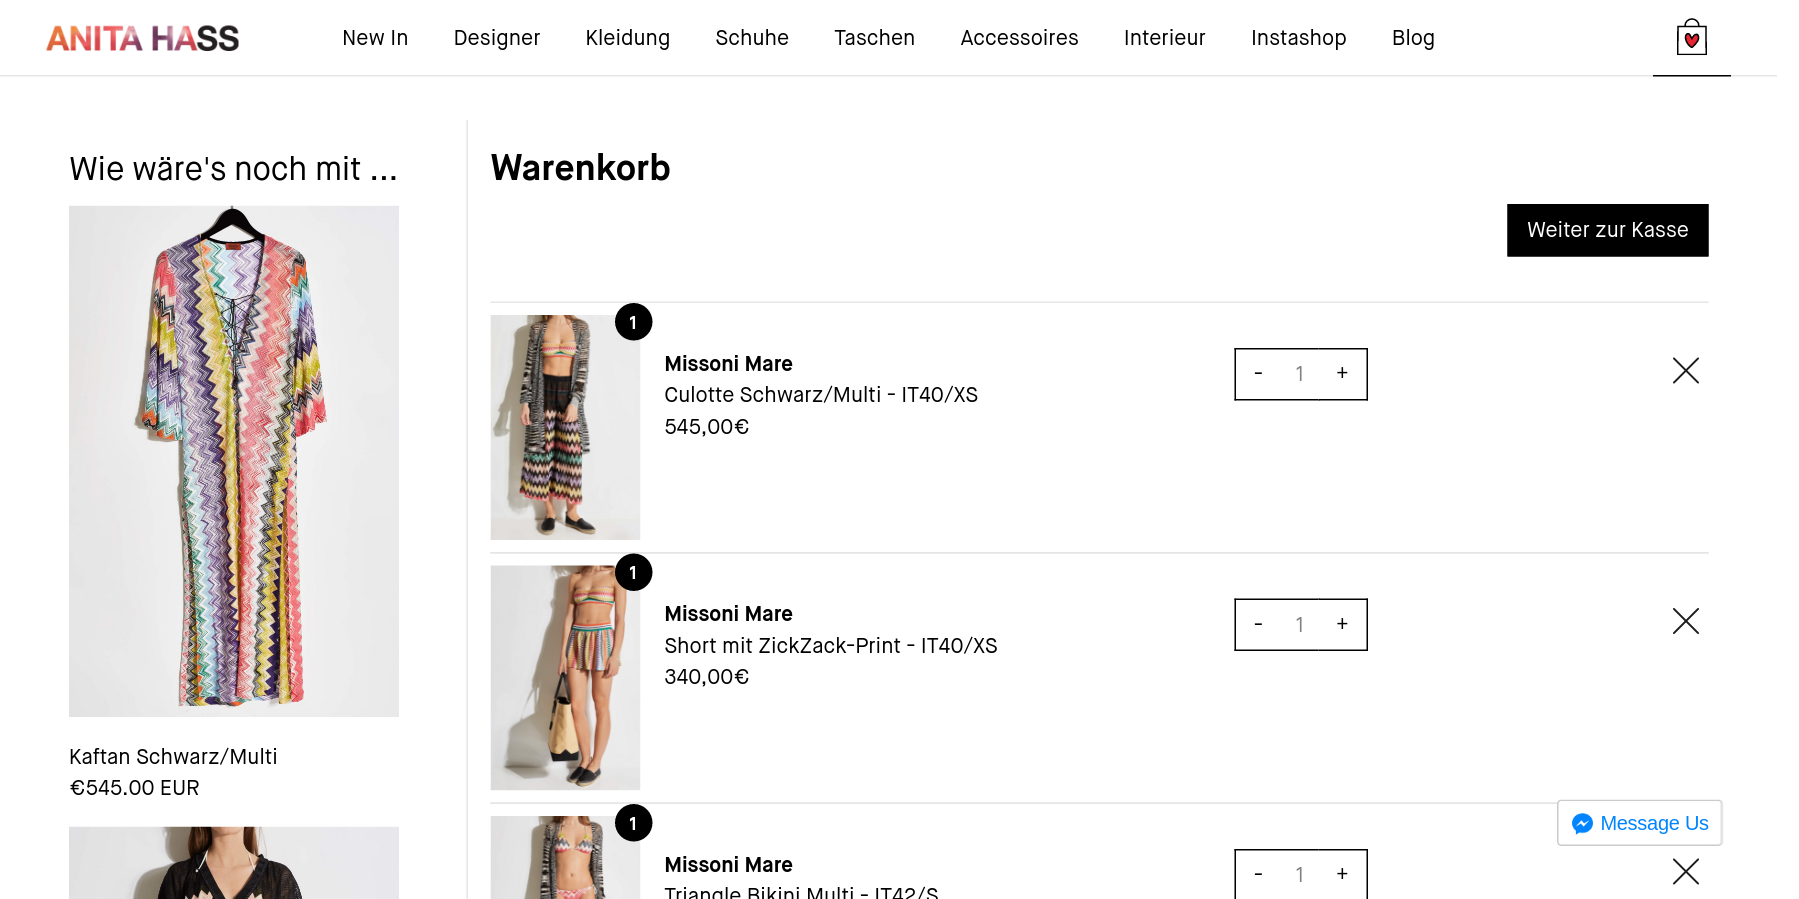 ANITA HASS
New In
Designer
Kleidung
Schuhe
Taschen
Accessoires
Interieur
Instashop
Blog
Wie wäre's noch mit ...
Kaftan Schwarz/Multi
€545.00 EUR
Warenkorb
Weiter zur Kasse
1
Missoni Mare
Culotte Schwarz/Multi - IT40/XS
545,00€
- 1 +
1
Missoni Mare
Short mit ZickZack-Print - IT40/XS
340,00€
- 1 +
1
Missoni Mare
Triangle Bikini Multi - IT42/S
- 1 +
Message Us